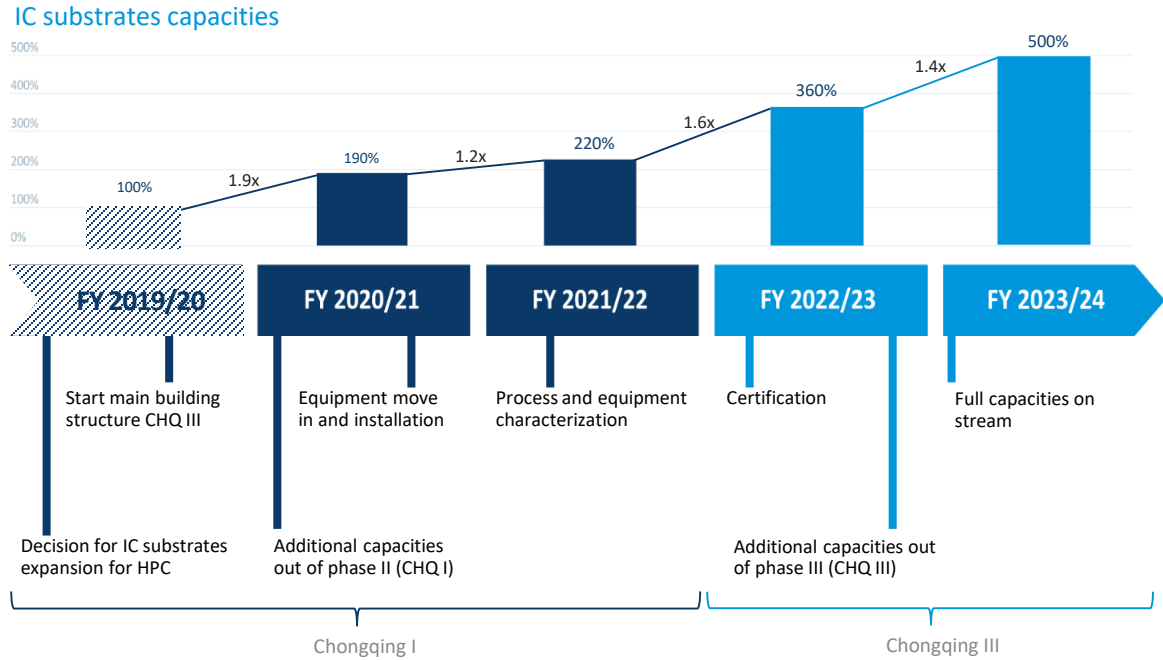 IC substrates capacities
500%
400%
300%
200%
100%
0%
100%
1.9x
190%
1.2x
220%
1.6x
360%
1.4x
500%
FY 2019/20
FY 2020/21
FY 2021/22
FY 2022/23
FY 2023/24
Start main building
structure CHQ III
Equipment move
in and installation
Process and equipment
characterization
Certification
Full capacities on
stream
Decision for IC substrates
expansion for HPC
Additional capacities
out of phase II (CHQ I)
Additional capacities out
of phase III (CHQ III)
Chongqing I
Chongqing III